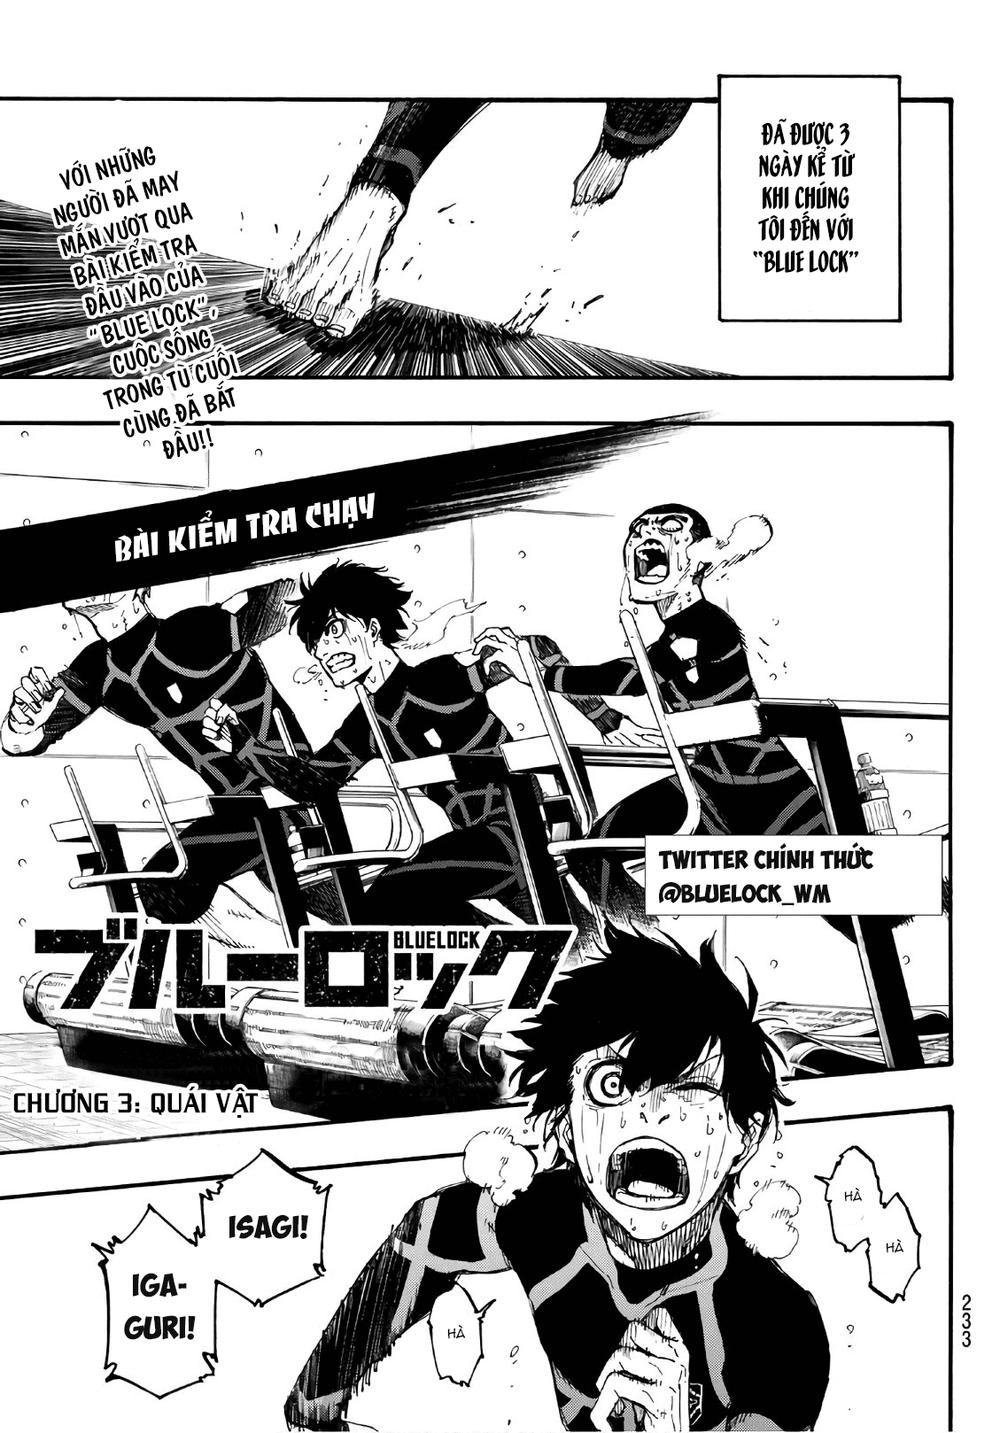 ĐÃ ĐƯỢC 3
NGÀY KỂ TỪ
KHI CHÚNG
TÔI ĐẾN VỚI
"BLUE LOCK"
VỚI NHỮNG
NGƯỜI ĐÃ MAY
MẮN VƯỢT QUA
BÀI KIỂM TRA
ĐẦU VÀO CỦA
"BLUE LOCK",
CUỘC SỐNG
TRONG TÙ CUỐI
CÙNG ĐÃ BẮT
ĐẦU!!
BÀI KIỂM TRA CHẠY
TWITTER CHÍNH THỨC
@BLUELOCK_WM
BLUELOCK
ブルーロック
CHƯƠNG 3: QUÁI VẬT
ISAGI!
IGA-
GURI!
HÀ
HÀ
HÀ
233